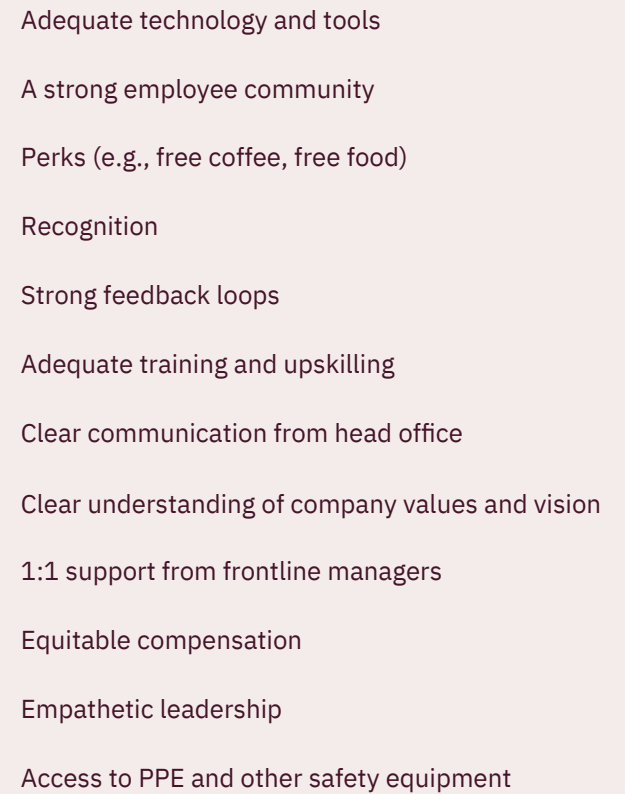 Adequate technology and tools
A strong employee community
Perks (e.g., free coffee, free food)
Recognition
Strong feedback loops
Adequate training and upskilling
Clear communication from head office
Clear understanding of company values and vision
1:1 support from frontline managers
Equitable compensation
Empathetic leadership
Access to PPE and other safety equipment